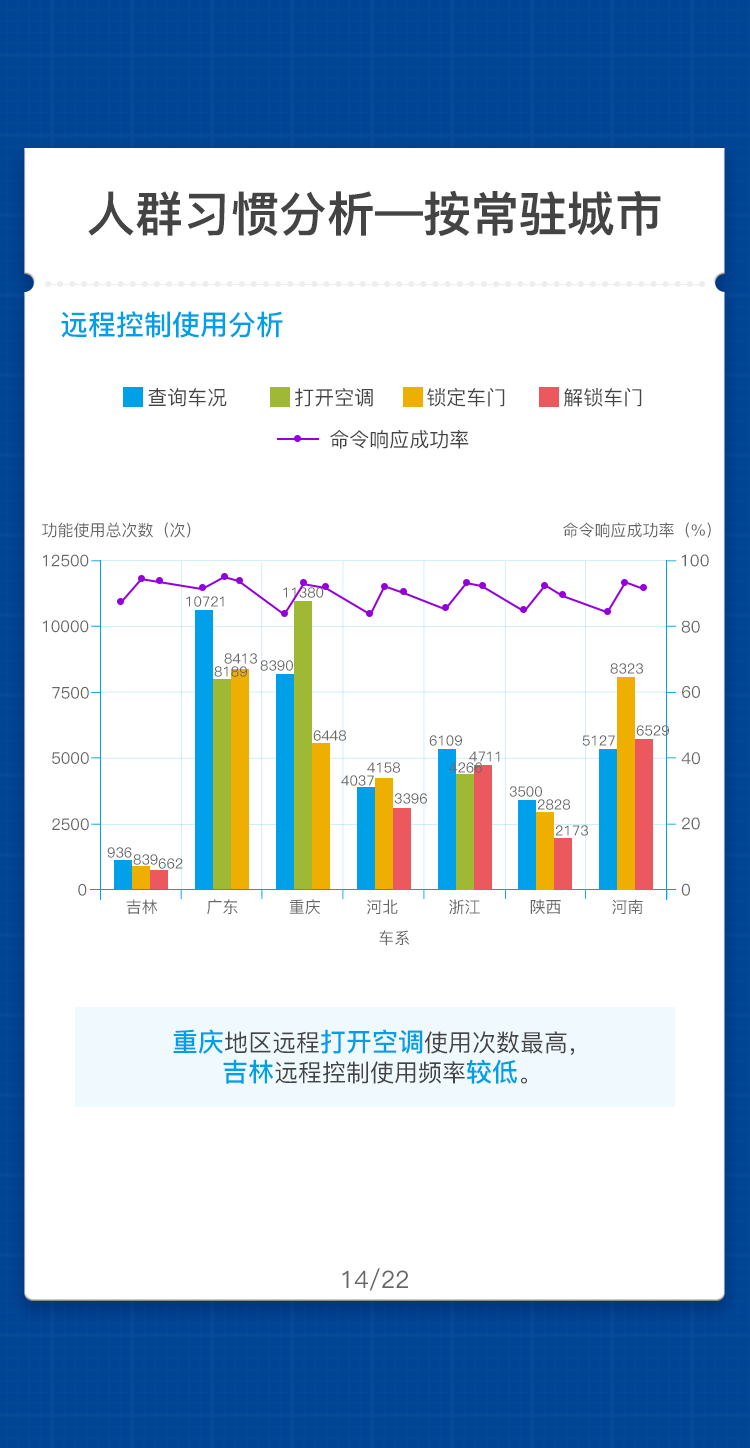 人群习惯分析—按常驻城市
远程控制使用分析
查询车况 打开空调 锁定车门 解锁车门
命令响应成功率
功能使用总次数（次） 命令响应成功率（%）
12500 100
11380
10721
10000 80
8413
8390 8189 8323
7500 60
6448 6109 6529
5127
5000 4711 40
4037 4158 4268
3396 3500
2828
2500 2173 20
936 839 662
0 0
吉林 广东 重庆 河北 浙江 陕西 河南
车系
重庆地区远程打开空调使用次数最高，
吉林远程控制使用频率较低。
14/22